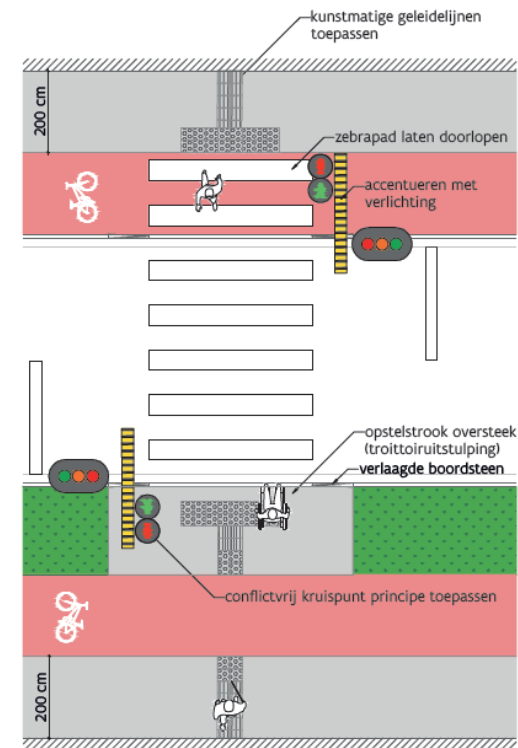 kunstmatige geleidelijnen
toepassen
200 cm
zebrapad laten doorlopen
accentueren met
verlichting
opstelstrook oversteek
(trottoiruitstulping)
verlaagde boordsteen
conflictvrij kruispunt principe toepassen
200 cm